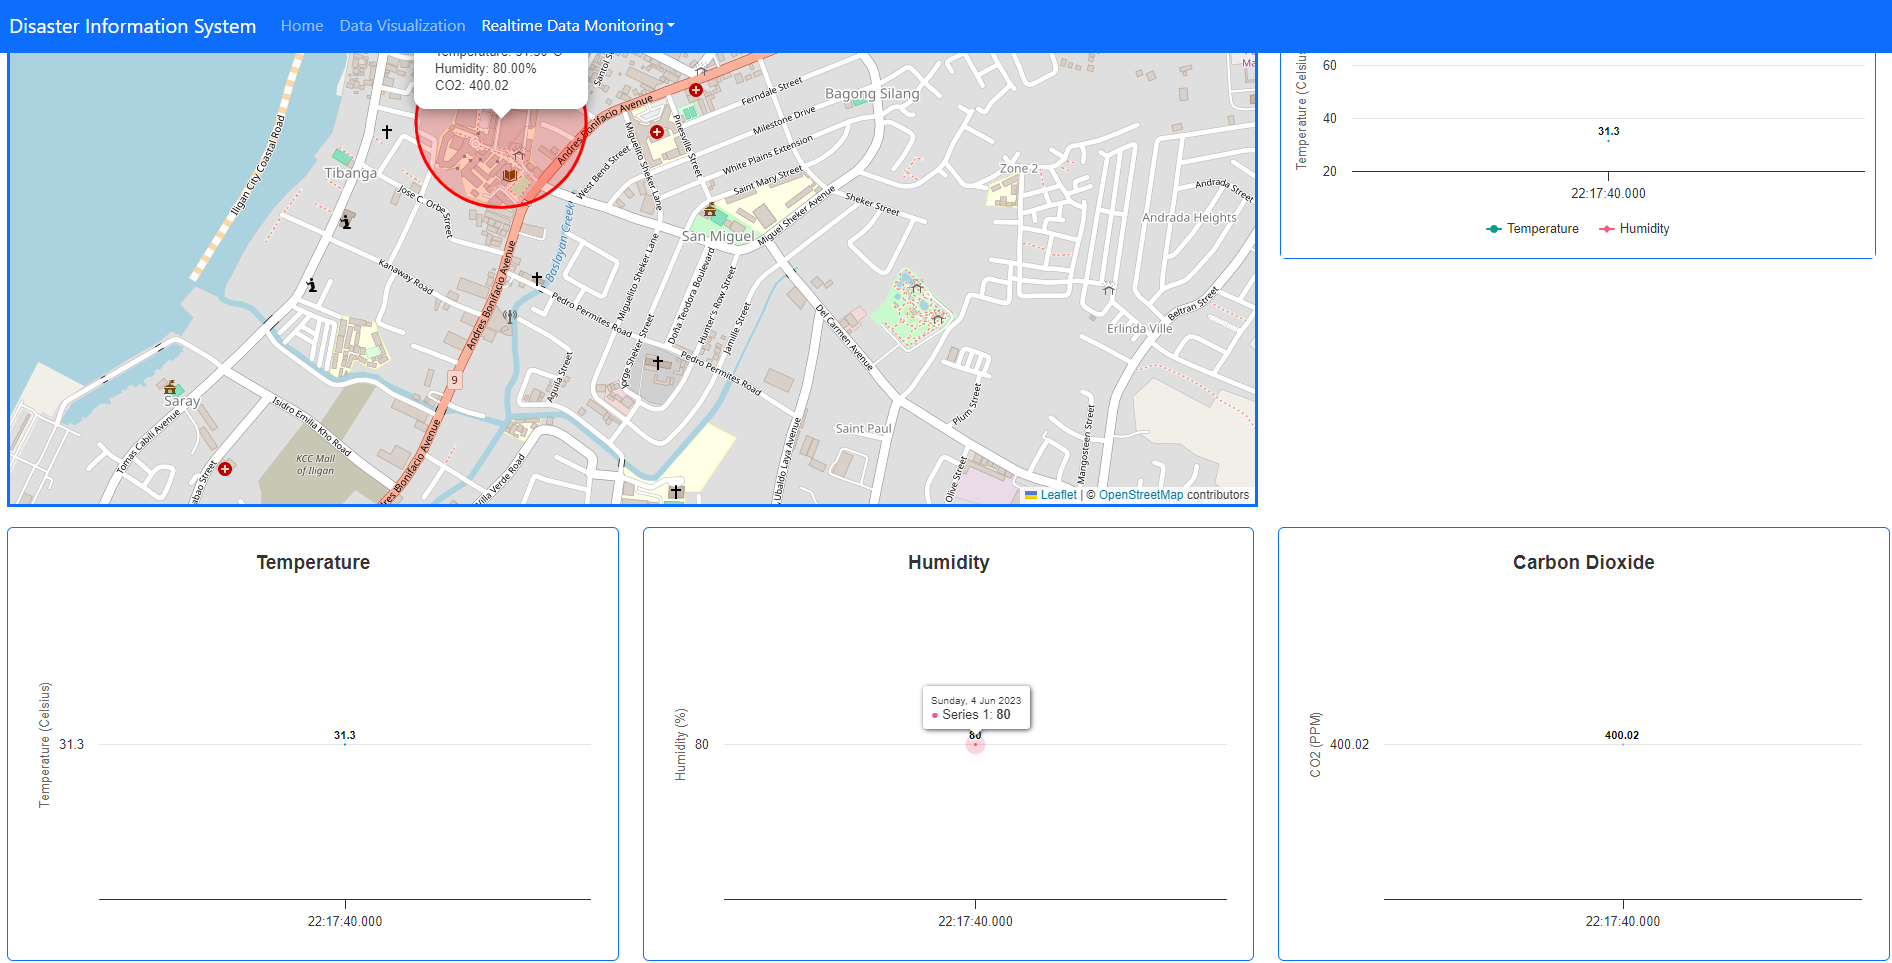 Disaster Information System
Home
Data Visualization
Realtime Data Monitoring
Humidity: 80.00%
CO2: 400.02
Iligan City Coastal Road
Tibanga
Jose C. Orbe Street
Andres Bonifacio Avenue
Bagong Silang
Ferndale Street
Milestone Drive
White Plains Extension
Saint Mary Street
Pinesville Street
Miguelito Sheker Lane
West Bend Street
Baslayan Creek
San Miguel
Miguel Sheker Avenue
Sheker Street
Zone 2
Andrada Street
Andrada Heights
Kanaway Road
Andres Bonifacio Avenue
Pedro Permites Road
Miguelito Sheker Lane
Doña Teodora Boulevard
Hunter's Row Street
Jamille Street
Jorge Sheker Street
Pedro Permites Road
Del Carmen Avenue
Beltran Street
Erlinda Ville
9
Aguila Street
Saray
Tomas Cabili Avenue
Isidro Emilia Kho Road
KCC Mall
of Iligan
Villa Verde Road
Ubaldo Laya Avenue
Saint Paul
Plum Street
Olive Street
Mangosteen Street
Leaflet | © OpenStreetMap contributors
60
40
20
31.3
22:17:40.000
Temperature
Humidity
Temperature
Temperature (Celsius)
31.3
31.3
22:17:40.000
Humidity
Humidity (%)
80
Sunday, 4 Jun 2023
Series 1: 80
80
22:17:40.000
Carbon Dioxide
CO2 (PPM)
400.02
400.02
22:17:40.000